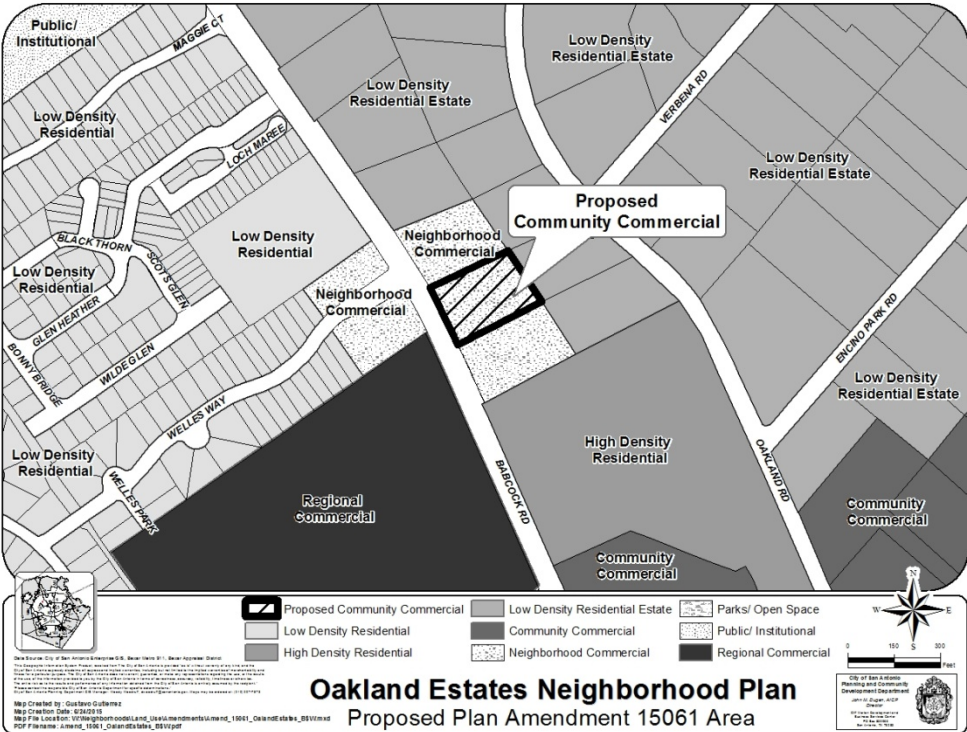 Public/
Institutional
MAGGIE CT
Low Density
Residential Estate
Low Density
Residential Estate
VERBENA RD
Low Density
Residential
LOCH MAREE
Low Density
Residential Estate
Proposed
Community Commercial
BLACKTHORN
SCOTS GLEN
Low Density
Residential
Neighborhood
Commercial
Low Density
Residential
GLEN HEATHER
Neighborhood
Commercial
BONNY BRIDGE
WILDEGLEN
ENCINO PARK RD
Low Density
Residential Estate
WELLES WAY
High Density
Residential
Low Density
Residential
WELLES PARK
BABCOCK RD
OAKLAND RD
Regional
Commercial
Community
Commercial
Community
Commercial
Proposed Community Commercial
Low Density Residential Estate
Parks/ Open Space
Low Density Residential
Community Commercial
Public/ Institutional
High Density Residential
Neighborhood Commercial
Regional Commercial
N
W
E
S
0 150 300
Feet
Oakland Estates Neighborhood Plan
Proposed Plan Amendment 15061 Area
Map Created by: Gustavo Gutierrez
Map Creation Date: 6/24/2015
City of San Antonio
Planning and Community
Development Department
Director